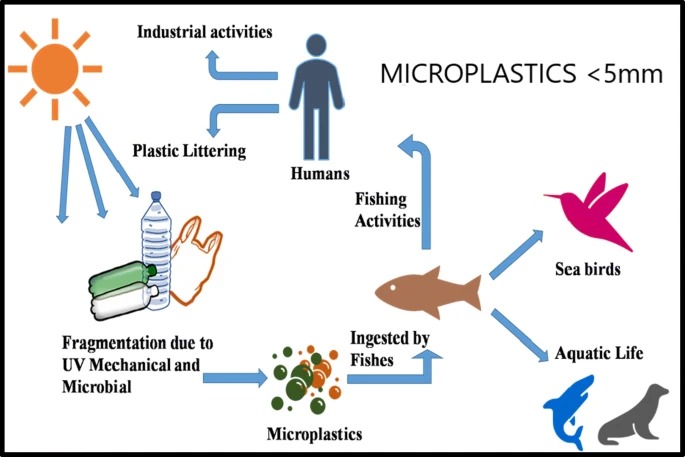 Industrial activities
MICROPLASTICS <5mm
Plastic Littering
Humans
Fishing
Activities
Sea birds
Fragmentation due to
UV Mechanical and
Microbial
Ingested by
Fishes
Aquatic Life
Microplastics